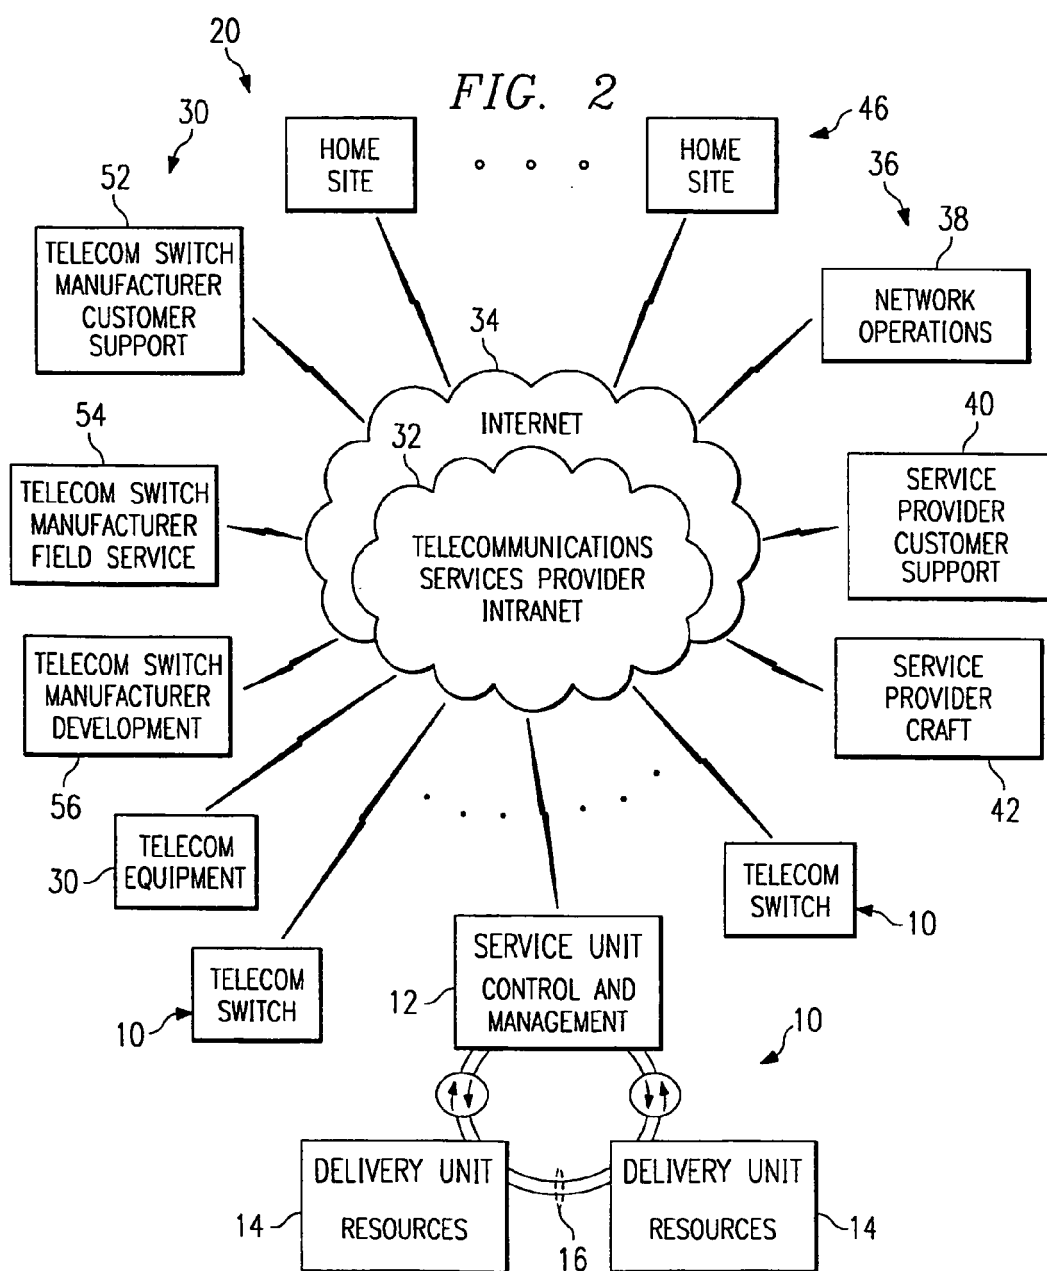 20
FIG. 2
30
46
HOME
SITE
HOME
SITE
36
52
38
TELECOM SWITCH
MANUFACTURER
CUSTOMER
SUPPORT
NETWORK
OPERATIONS
34
INTERNET
54
32
40
TELECOM SWITCH
MANUFACTURER
FIELD SERVICE
TELECOMMUNICATIONS
SERVICES PROVIDER
INTRANET
SERVICE
PROVIDER
CUSTOMER
SUPPORT
TELECOM SWITCH
MANUFACTURER
DEVELOPMENT
SERVICE
PROVIDER
CRAFT
56
42
30
TELECOM
EQUIPMENT
TELECOM
SWITCH
10
TELECOM
SWITCH
10
12
SERVICE UNIT
CONTROL AND
MANAGEMENT
10
DELIVERY UNIT
RESOURCES
DELIVERY UNIT
RESOURCES
14
16
14